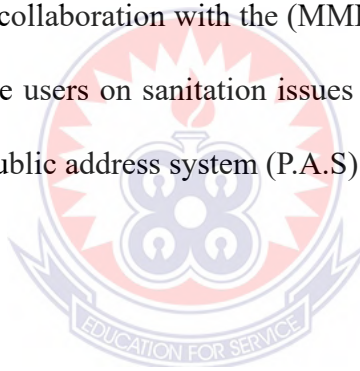 collaboration with the (MM
e users on sanitation issues
ublic address system (P.A.S)
EDUCATION FOR SERVICE